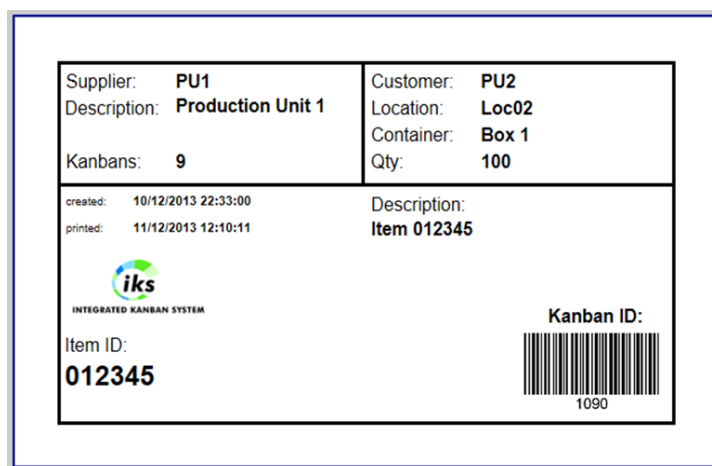 Supplier: PU1
Description: Production Unit 1
Kanbans: 9
Customer: PU2
Location: Loc02
Container: Box 1
Qty: 100
created: 10/12/2013 22:33:00
printed: 11/12/2013 12:10:11
Description:
Item 012345
iks
INTEGRATED KANBAN SYSTEM
Item ID:
012345
Kanban ID:
1090